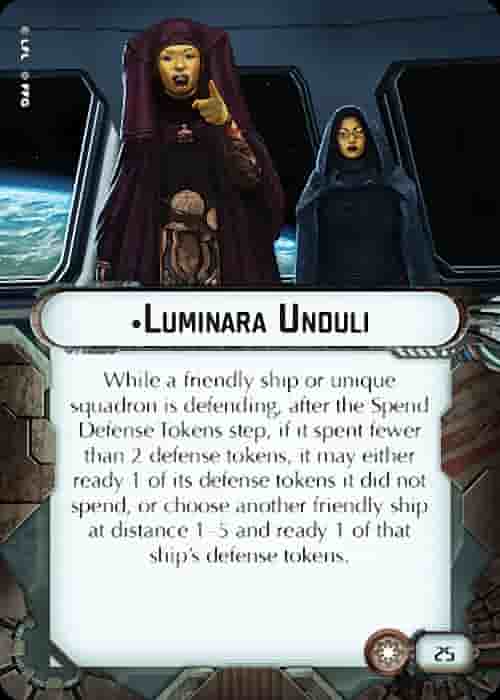 © LFL © FFG
•Luminara Unduli
While a friendly ship or unique
squadron is defending, after the Spend
Defense Tokens step, if it spent fewer
than 2 defense tokens, it may either
ready 1 of its defense tokens it did not
spend, or choose another friendly ship
at distance 1–5 and ready 1 of that
ship's defense tokens.
25